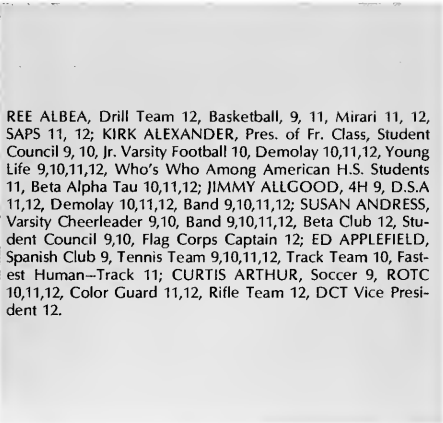 REE ALBEA, Drill Team 12, Basketball, 9, 11, Mirari 11, 12,
SAPS 11, 12; KIRK ALEXANDER, Pres. of Fr. Class, Student
Council 9, 10, Jr. Varsity Football 10, Demolay 10,11,12, Young
Life 9,10,11,12, Who's Who Among American H.S. Students
11, Beta Alpha Tau 10,11,12; JIMMY ALLGOOD, 4H 9, D.S.A
11,12, Demolay 10,11,12, Band 9,10,11,12; SUSAN ANDRESS,
Varsity Cheerleader 9,10, Band 9,10,11,12, Beta Club 12, Stu-
dent Council 9,10, Flag Corps Captain 12; ED APPLEFIELD,
Spanish Club 9, Tennis Team 9,10,11,12, Track Team 10, Fast-
est Human—Track 11; CURTIS ARTHUR, Soccer 9, ROTC
10,11,12, Color Guard 11,12, Rifle Team 12, DCT Vice Presi-
dent 12.